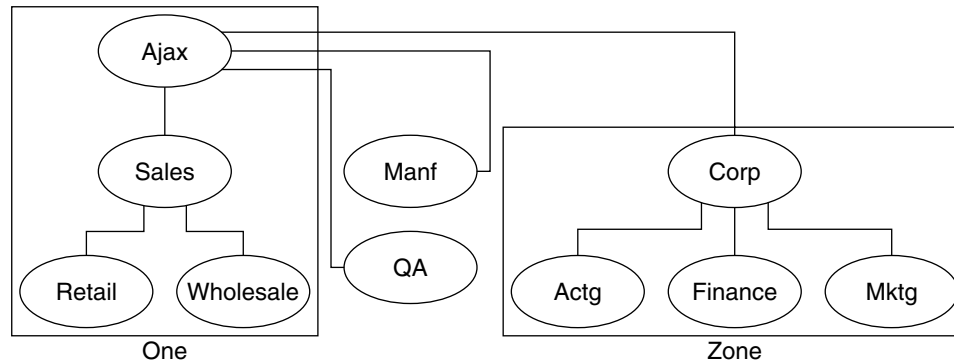 Ajax
Sales
Manf
Corp
QA
Retail
Wholesale
Actg
Finance
Mktg
One
Zone